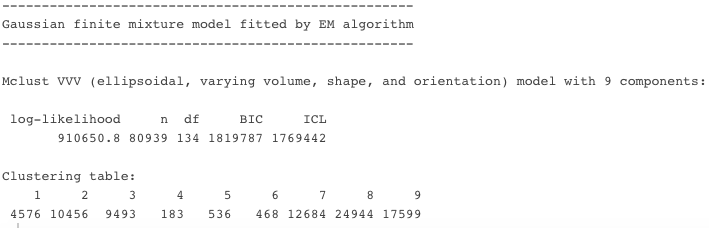 ----------------------------------------------------
Gaussian finite mixture model fitted by EM algorithm
----------------------------------------------------
Mclust VVV (ellipsoidal, varying volume, shape, and orientation) model with 9 components:
log-likelihood n df BIC ICL
910650.8 80939 134 1819787 1769442
Clustering table:
1 2 3 4 5 6 7 8 9
4576 10456 9493 183 536 468 12684 24944 17599